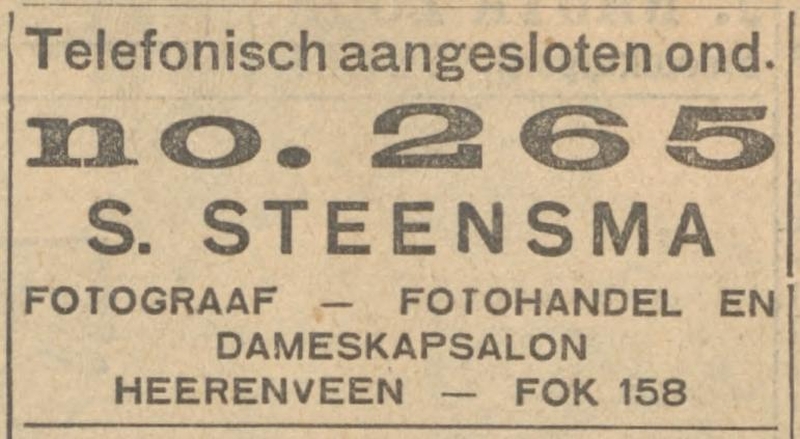 Telefonisch aangesloten ond.
no. 265
S. STEENSMA
FOTOGRAAF — FOTOHANDEL EN
DAMESKAPSALON
HEERENVEEN — FOK 158